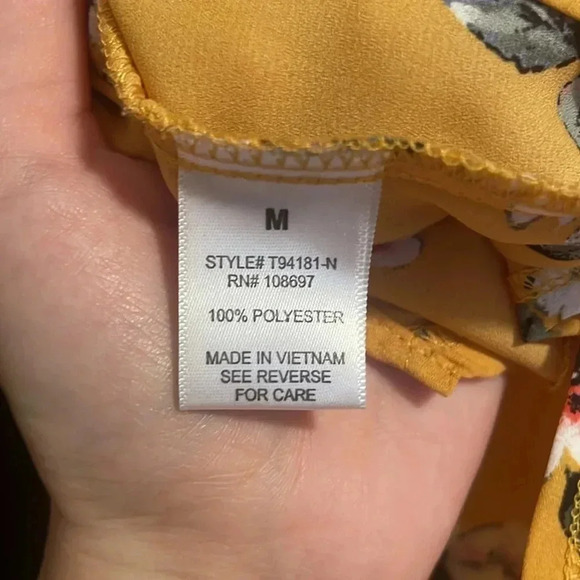 M
STYLE# T94181-N
RN# 108697
100% POLYESTER
MADE IN VIETNAM
SEE REVERSE
FOR CARE